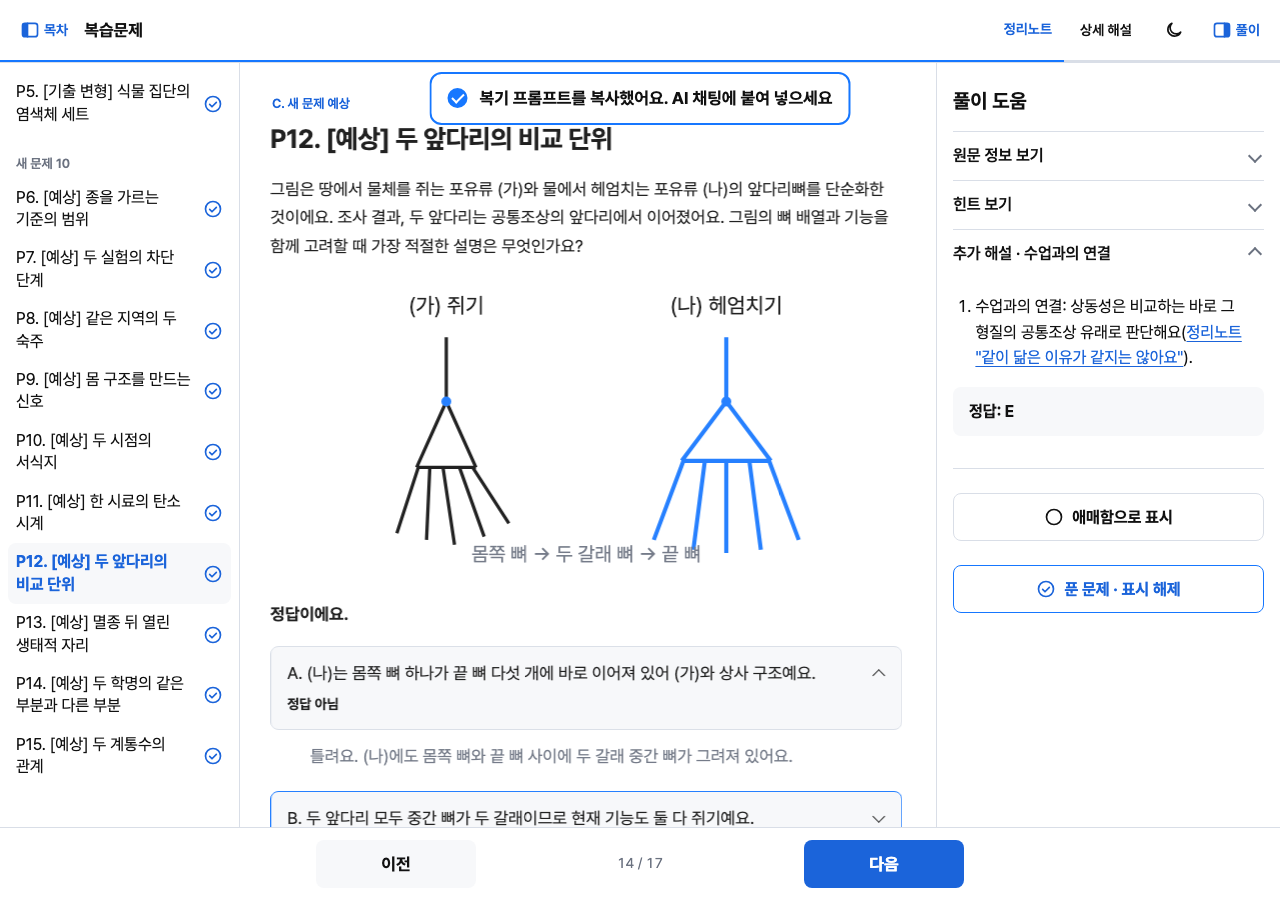 목차
복습문제
정리노트
상세 해설
풀이
P5. [기출 변형] 식물 집단의
염색체 세트
새 문제 10
P6. [예상] 종을 가르는
기준의 범위
P7. [예상] 두 실험의 차단
단계
P8. [예상] 같은 지역의 두
숙주
P9. [예상] 몸 구조를 만드는
신호
P10. [예상] 두 시점의
서식지
P11. [예상] 한 시료의 탄소
시계
P12. [예상] 두 앞다리의
비교 단위
P13. [예상] 멸종 뒤 열린
생태적 자리
P14. [예상] 두 학명의 같은
부분과 다른 부분
P15. [예상] 두 계통수의
관계
C. 새 문제 예상
복기 프롬프트를 복사했어요. AI 채팅에 붙여 넣으세요
P12. [예상] 두 앞다리의 비교 단위
그림은 땅에서 물체를 쥐는 포유류 (가)와 물에서 헤엄치는 포유류 (나)의 앞다리뼈를 단순화한
것이에요. 조사 결과, 두 앞다리는 공통조상의 앞다리에서 이어졌어요. 그림의 뼈 배열과 기능을
함께 고려할 때 가장 적절한 설명은 무엇인가요?
(가) 쥐기
(나) 헤엄치기
몸쪽 뼈 → 두 갈래 뼈 → 끝 뼈
정답이에요.
A. (나)는 몸쪽 뼈 하나가 끝 뼈 다섯 개에 바로 이어져 있어 (가)와 상사 구조예요.
정답 아님
틀려요. (나)에도 몸쪽 뼈와 끝 뼈 사이에 두 갈래 중간 뼈가 그려져 있어요.
B. 두 앞다리 모두 중간 뼈가 두 갈래이므로 현재 기능도 둘 다 쥐기예요.
풀이 도움
원문 정보 보기
힌트 보기
추가 해설 · 수업과의 연결
1. 수업과의 연결: 상동성은 비교하는 바로 그
형질의 공통조상 유래로 판단해요(정리노트
"같이 닮은 이유가 같지는 않아요").
정답: E
애매함으로 표시
푼 문제 · 표시 해제
이전
14 / 17
다음